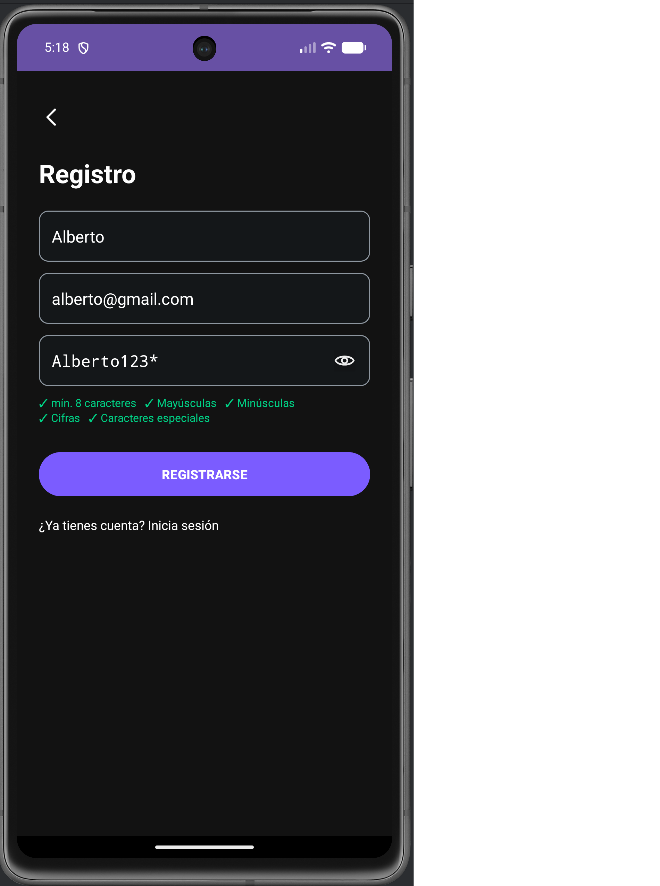 5:18
Registro
Alberto
alberto@gmail.com
Alberto123*
✓ mín. 8 caracteres ✓ Mayúsculas ✓ Minúsculas
✓ Cifras ✓ Caracteres especiales
REGISTRARSE
¿Ya tienes cuenta? Inicia sesión